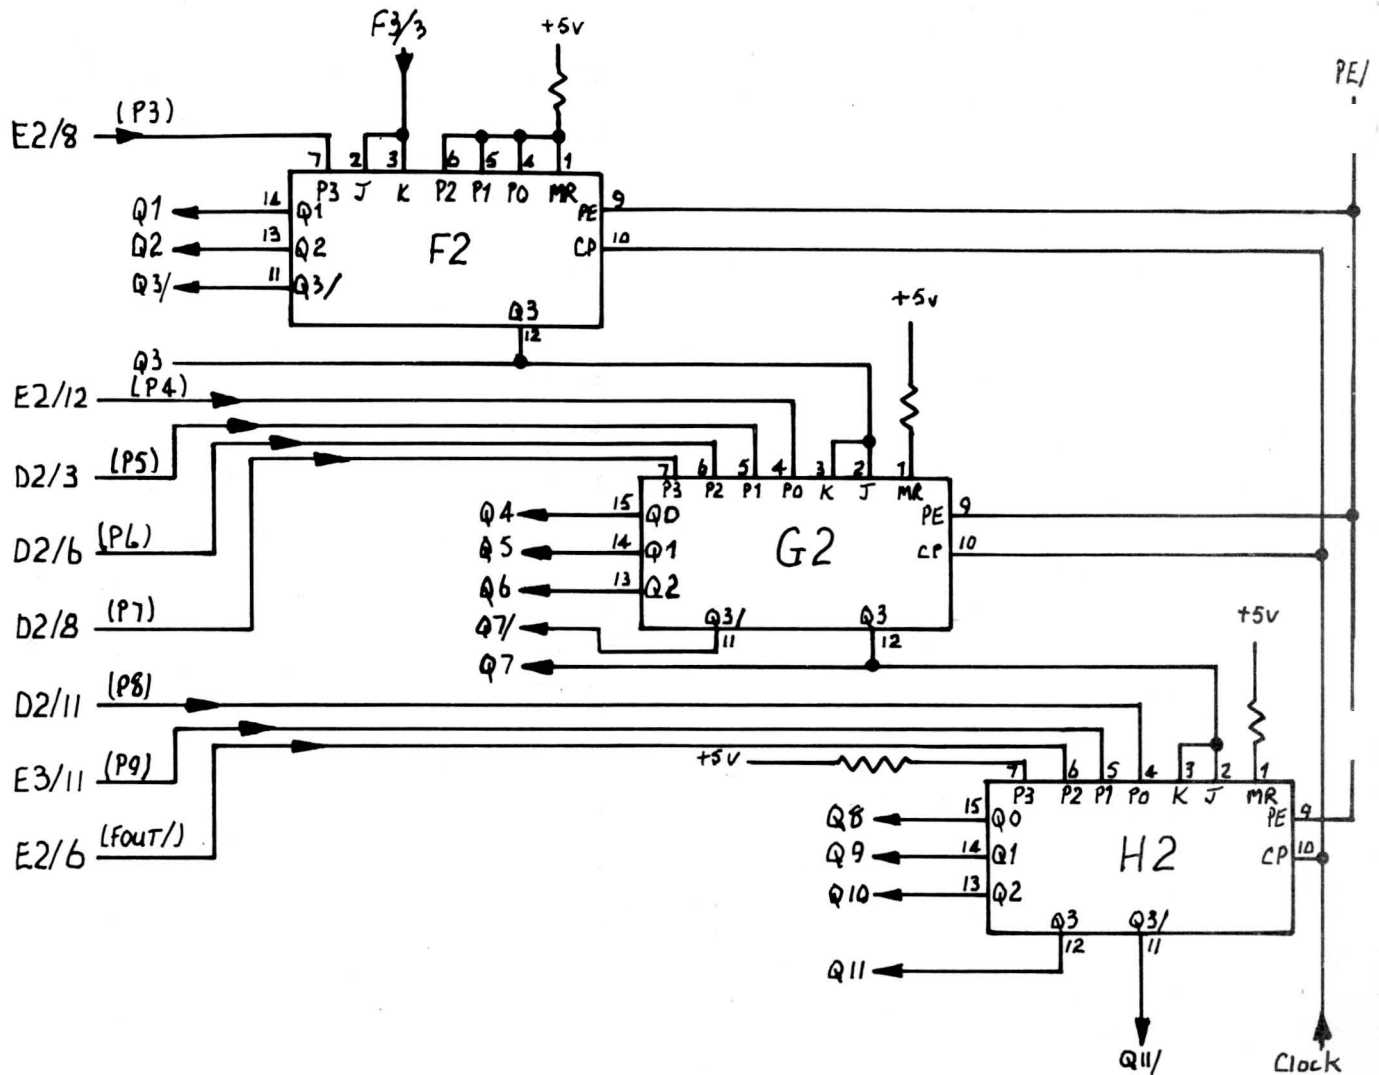 F3/3
+5v
PE/
E2/8 (P3)
7 2 3 6 5 4 1
P3 J K P2 P1 P0 MR
Q1 14 Q1 PE 9
Q2 13 Q2 F2 CP 10
Q3/ 11 Q3/
Q3
12
+5v
Q3
E2/12 (P4)
D2/3 (P5)
7 6 5 4 3 2 1
P3 P2 P1 P0 K J MR
Q4 15 Q0 PE 9
D2/6 (P6)
Q5 14 Q1 G2 CP 10
Q6 13 Q2
D2/8 (P7)
Q7/ Q3/ Q3
11 12
+5v
Q7
D2/11 (P8)
E3/11 (P9)
+5v
7 6 5 4 3 2 1
P3 P2 P1 P0 K J MR
Q8 15 Q0 PE 9
E2/6 (FOUT/)
Q9 14 Q1 H2 CP 10
Q10 13 Q2
Q3 Q3/
12 11
Q11
Q11/
Clock